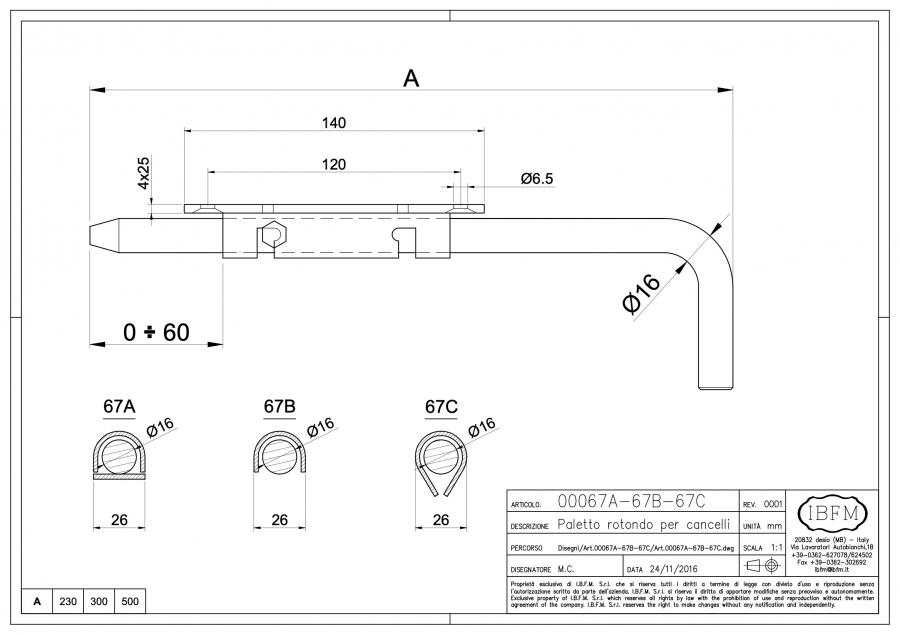 A
140
120
4x25
Ø6.5
Ø16
0 ÷ 60
67A
67B
67C
Ø16
Ø16
Ø16
26
26
26
A 230 300 500
ARTICOLO. 00067A-67B-67C REV. 0001
DESCRIZIONE Paletto rotondo per cancelli UNITÀ mm
PERCORSO Disegni/Art.00067A-67B-67C/Art.00067A-67B-67C.dwg SCALA 1:1
DISEGNATORE M.C. DATA 24/11/2016
IBFM
20832 desio (MB) - Italy
Via Lavoratori Autobianchi,18
+39-0362-627078/624502
Fax +39-0362-302692
ibfm@ibfm.it
Proprietà esclusiva di I.B.F.M. S.r.l. che si riserva tutti i diritti a termine di legge con divieto d'uso e riproduzione senza
l'autorizzazione scritta da parte dell'azienda. I.B.F.M. S.r.l. si riserva il diritto di apportare modifiche senza preavviso e autonomamente.
Exclusive property of I.B.F.M. S.r.l. which reserves all rights by law with the prohibition of use and reproduction without the written
agreement of the company. I.B.F.M. S.r.l. reserves the right to make changes without any notification and independently.